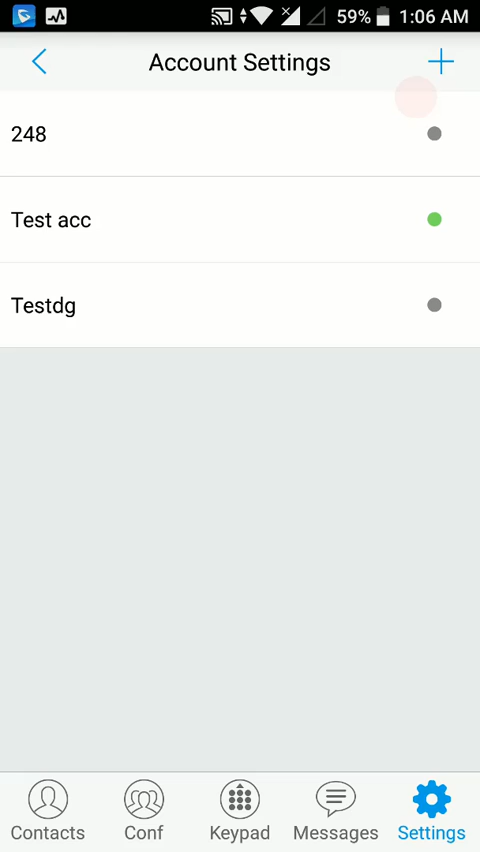 59% 1:06 AM
Account Settings
248
Test acc
Testdg
Contacts Conf Keypad Messages Settings